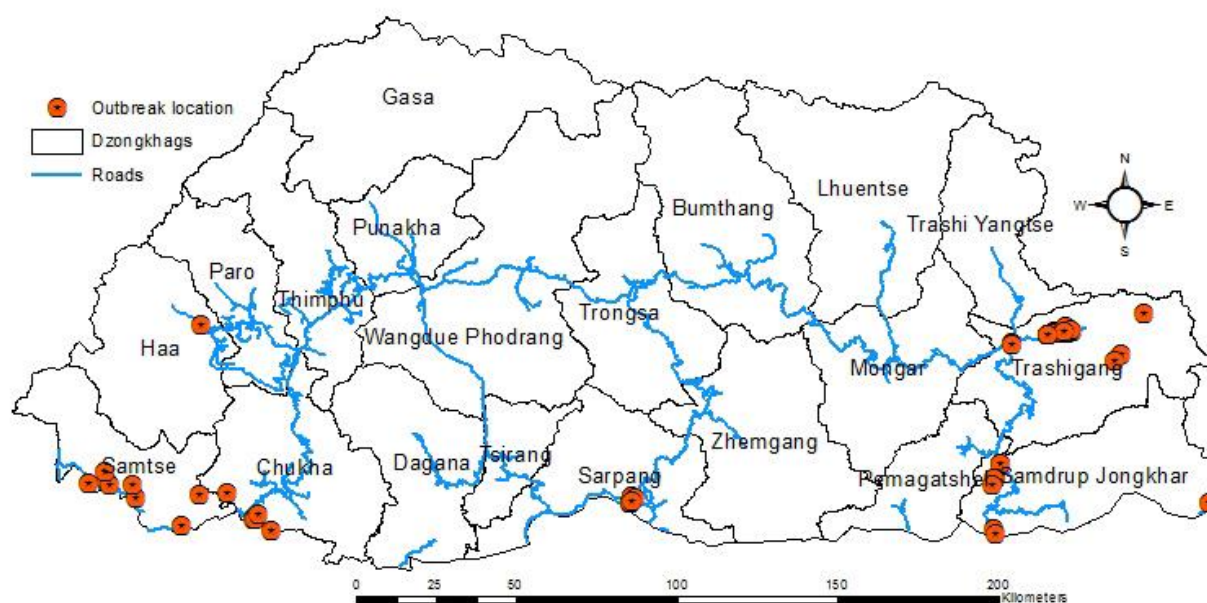 Gasa
Outbreak location
Dzongkhags
Roads
N
W E
S
Lhuentse
Bumthang
Trashi Yangtse
Punakha
Paro
Thimphu
Haa
Wangdue Phodrang
Trongsa
Mongar
Trashigang
Zhemgang
Samtse
Chukha
Dagana
Tsirang
Sarpang
Pemagatshel
Samdrup Jongkhar
0 25 50 100 150 200
Kilometers